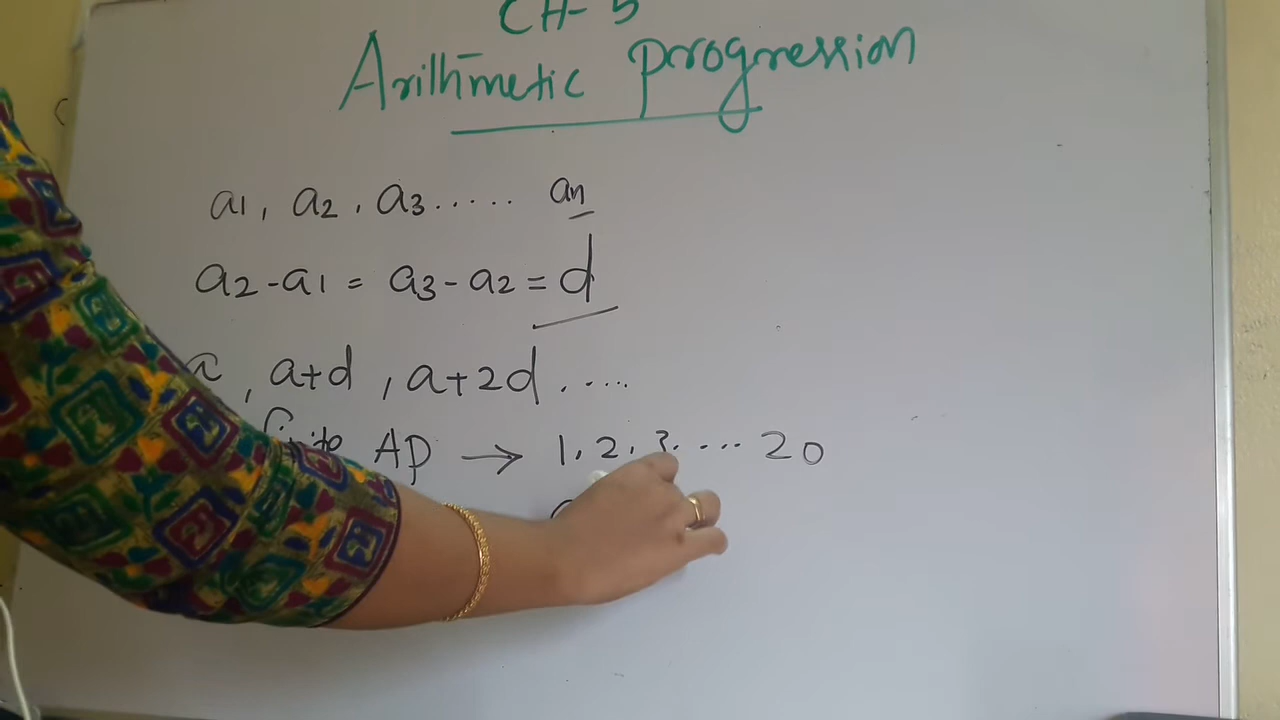 CH- 5
Arithmetic progression
a1, a2, a3..... an
a2-a1 = a3-a2 = d
a, a+d, a+2d.....
finite AP → 1, 2, 3.... 20